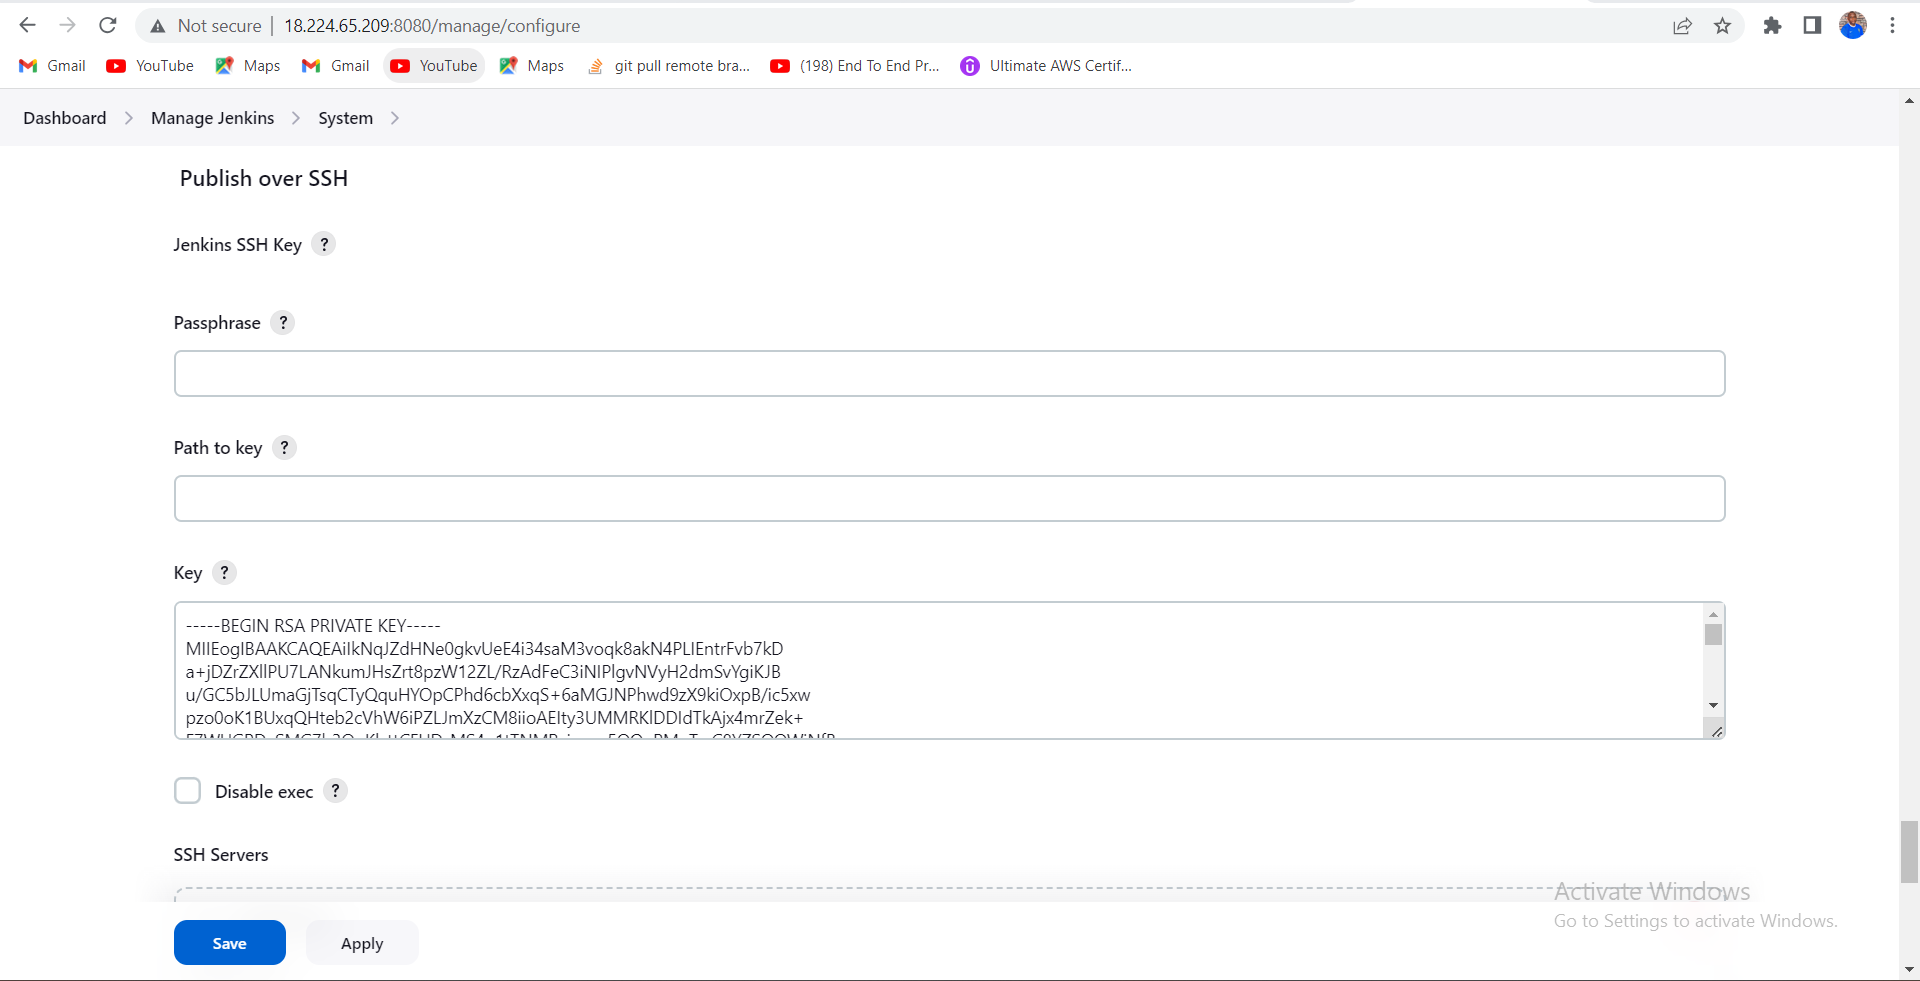 Not secure | 18.224.65.209:8080/manage/configure
Gmail YouTube Maps Gmail YouTube Maps git pull remote bra... (198) End To End Pr... Ultimate AWS Certif...
Dashboard > Manage Jenkins > System >
Publish over SSH
Jenkins SSH Key ?
Passphrase ?
Path to key ?
Key ?
-----BEGIN RSA PRIVATE KEY-----
MIIEogIBAAKCAQEAiIkNqJZdHNe0gkvUeE4i34saM3voqk8akN4PLIEntrFvb7kD
a+jDZrZXllPU7LANkumJHsZrt8pzW12ZL/RzAdFeC3iNIPlgvNVyH2dmSvYgiKJB
u/GC5bJLUmaGjTsqCTyQquHYOpCPhd6cbXxqS+6aMGJNPhwd9zX9kiOxpB/ic5xw
pzo0oK1BUxqQHteb2cVhW6iPZLJmXzCM8iioAEIty3UMMRKlDDIdTkAjx4mrZek+
Disable exec ?
SSH Servers
Activate Windows
Go to Settings to activate Windows.
Save Apply